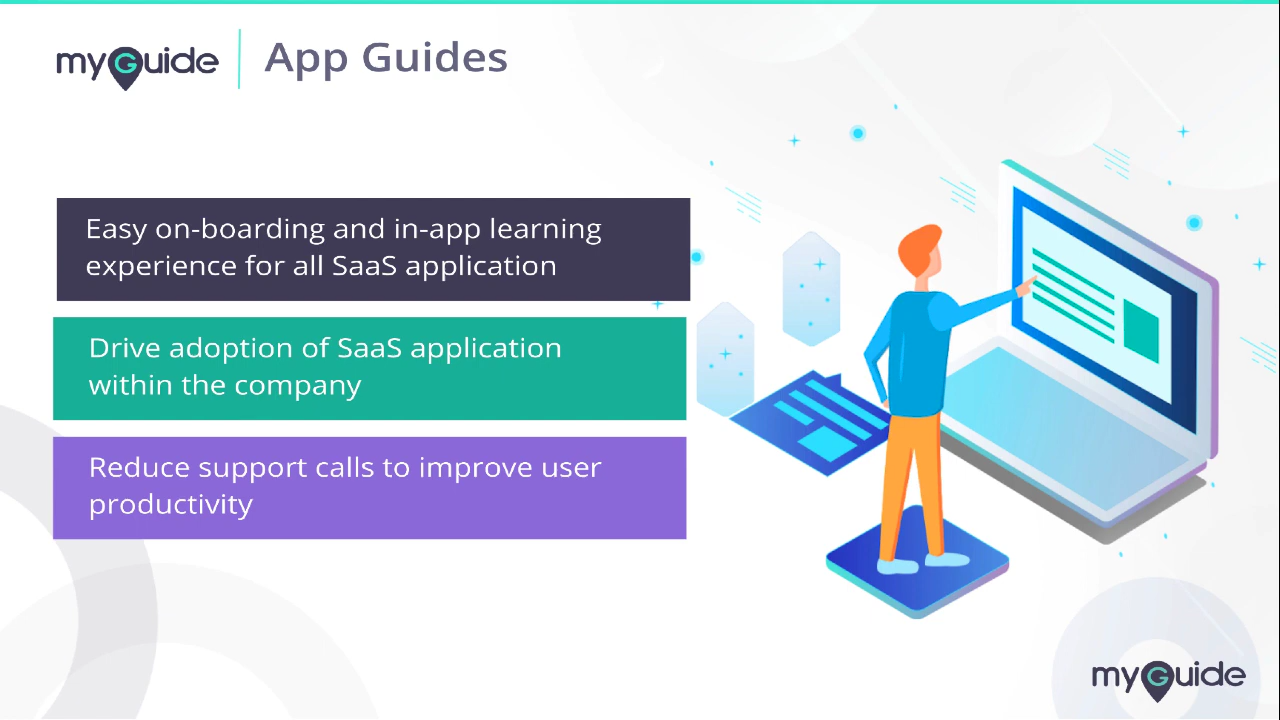 myGuide
App Guides
Easy on-boarding and in-app learning
experience for all SaaS application
Drive adoption of SaaS application
within the company
Reduce support calls to improve user
productivity
myGuide